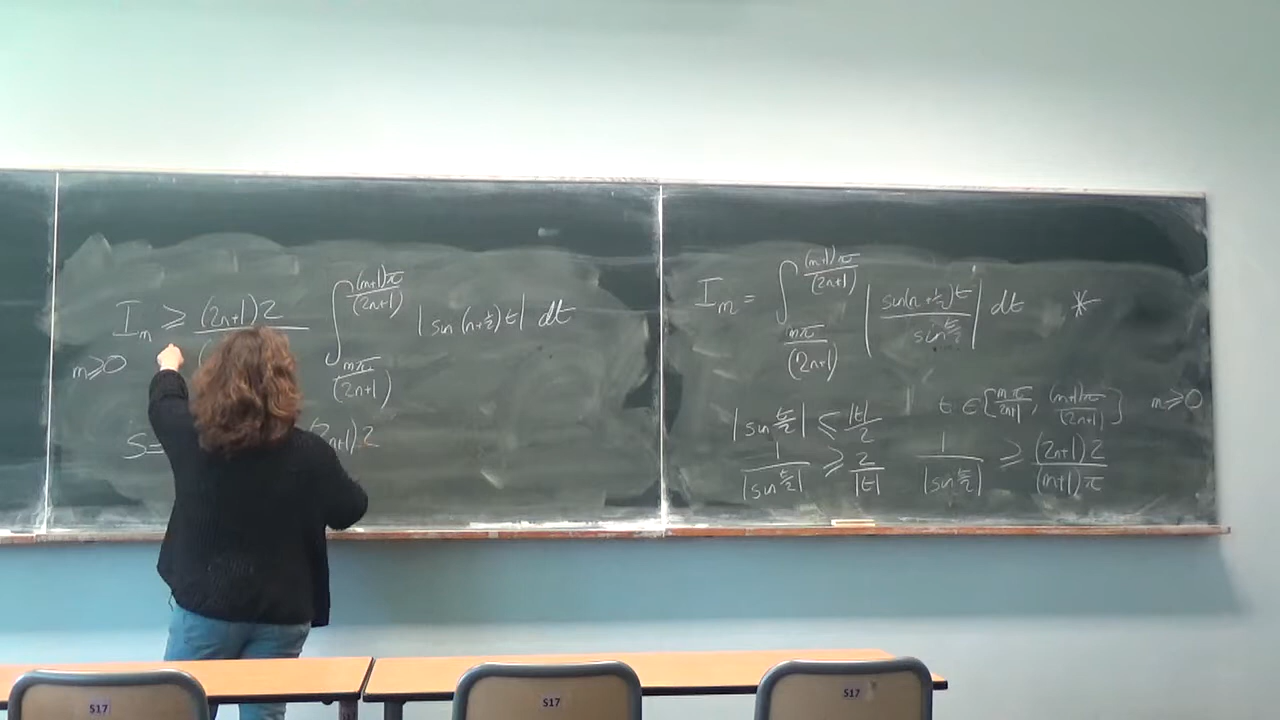 I_m ≥ (2n+1)2 / ( ∫_{mπ/(2n+1)}^{(m+1)π/(2n+1)} |sin(n+½)t| dt
m≥0
S= 2n+1).2
I_m = ∫_{mπ/(2n+1)}^{(m+1)π/(2n+1)} |sin(n+½)t / sin t/2| dt *
t ∈ [mπ/2n+1, (m+1)π/(2n+1)] m≥0
|sin t/2| ≤ |t|/2
1/|sin t/2| ≥ 2/|t| 1/|sin t/2| ≥ (2n+1)2/(m+1)π
S17
S17
S17